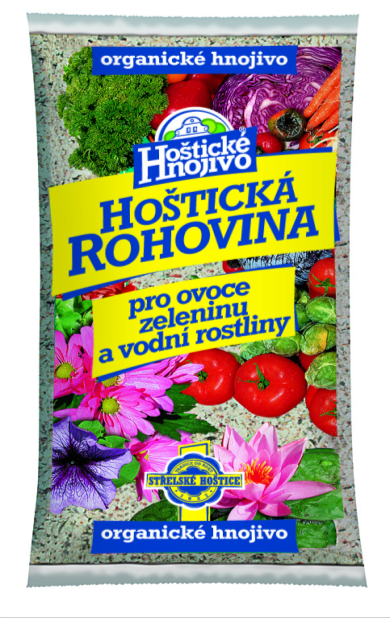 organické hnojivo
Hoštické
hnojivo
HOŠTICKÁ
ROHOVINA
pro ovoce
zeleninu
a vodní rostliny
STŘELSKÉ HOŠTICE
organické hnojivo